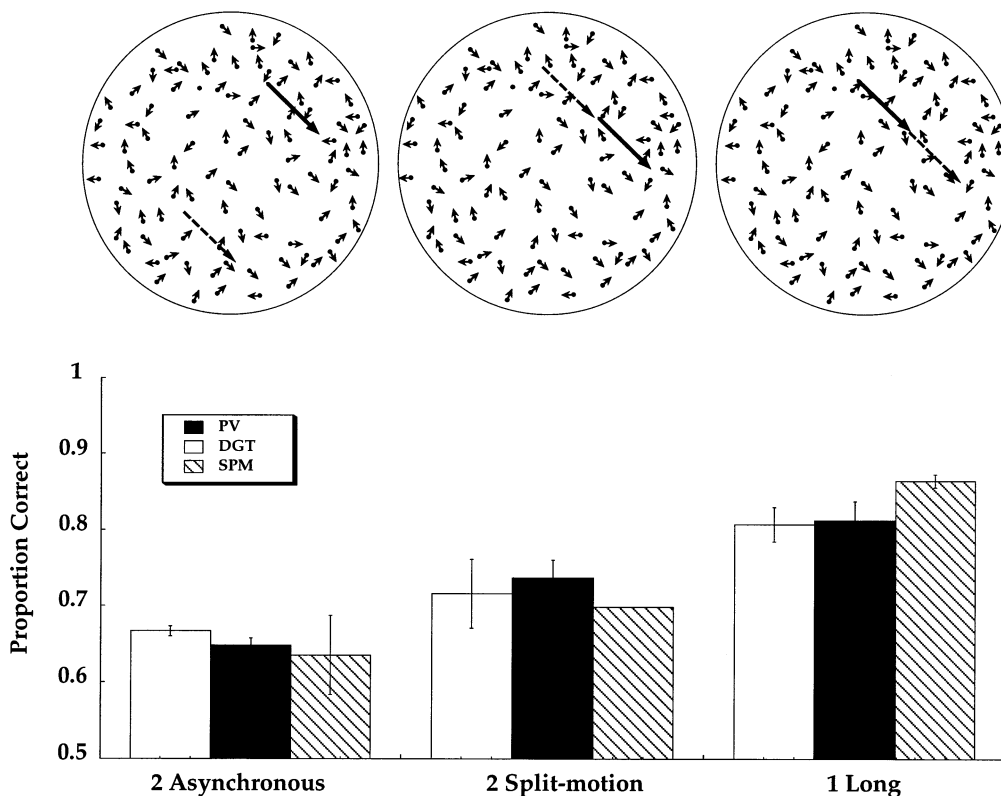 1
0.9
0.8
0.7
0.6
0.5
Proportion Correct
PV
DGT
SPM
2 Asynchronous
2 Split-motion
1 Long